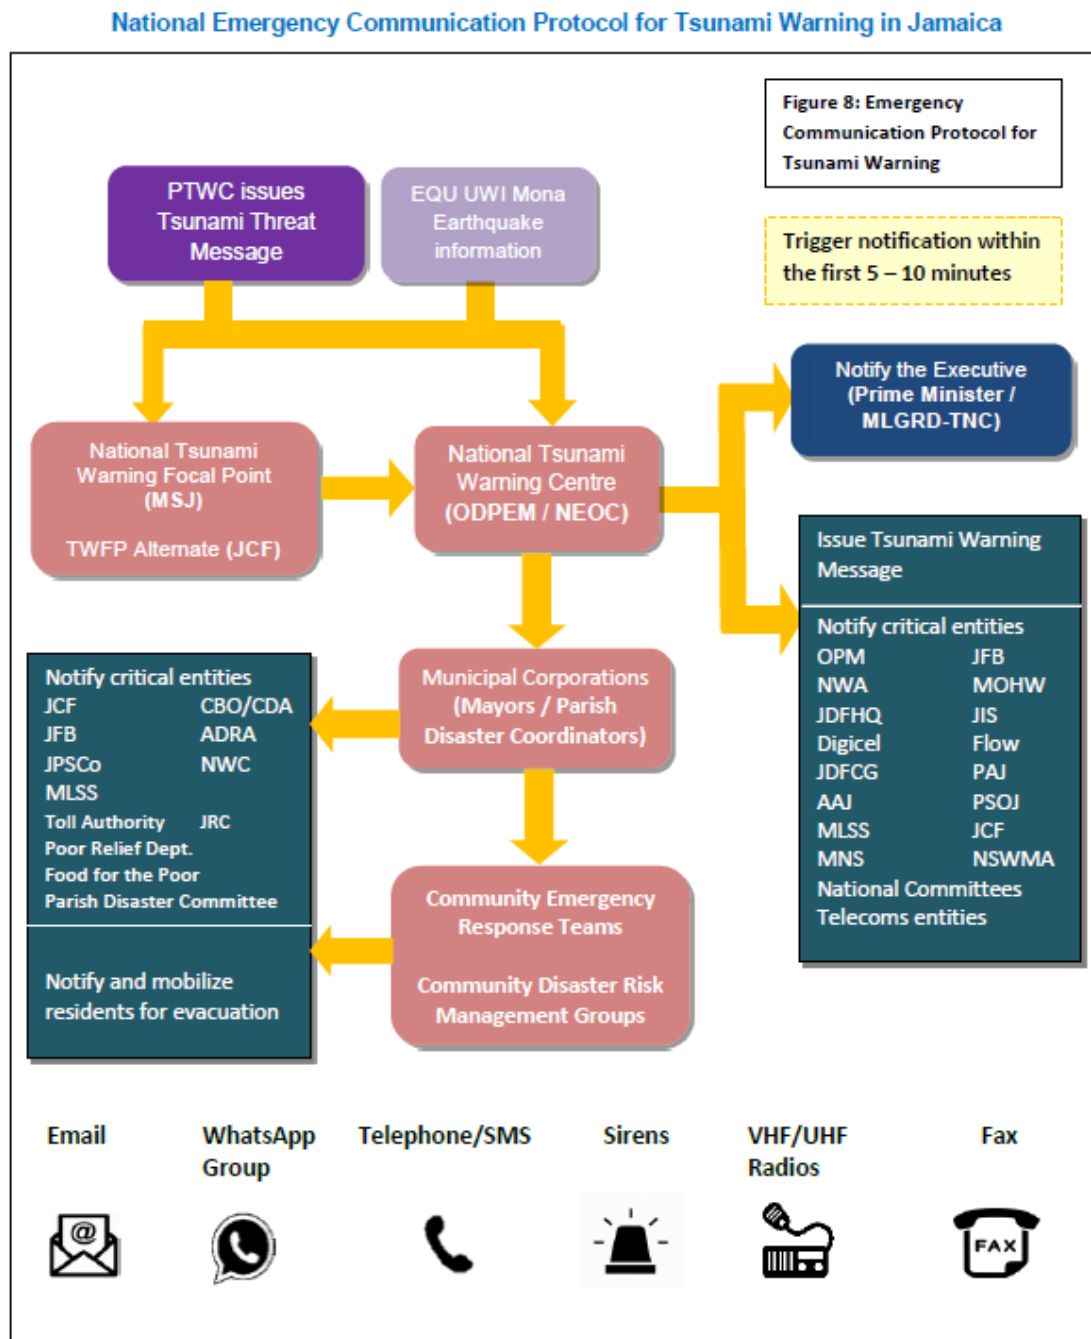 National Emergency Communication Protocol for Tsunami Warning in Jamaica
Figure 8: Emergency
Communication Protocol for
Tsunami Warning
PTWC issues
Tsunami Threat
Message
EQU UWI Mona
Earthquake
information
Trigger notification within
the first 5 – 10 minutes
Notify the Executive
(Prime Minister /
MLGRD-TNC)
National Tsunami
Warning Focal Point
(MSJ)
TWFP Alternate (JCF)
National Tsunami
Warning Centre
(ODPEM / NEOC)
Issue Tsunami Warning
Message
Notify critical entities
OPM JFB
NWA MOHW
JDFHQ JIS
Digicel Flow
JDFCG PAJ
AAJ PSOJ
MLSS JCF
MNS NSWMA
National Committees
Telecoms entities
Municipal Corporations
(Mayors / Parish
Disaster Coordinators)
Notify critical entities
JCF CBO/CDA
JFB ADRA
JPSCo NWC
MLSS
Toll Authority JRC
Poor Relief Dept.
Food for the Poor
Parish Disaster Committee
Notify and mobilize
residents for evacuation
Community Emergency
Response Teams
Community Disaster Risk
Management Groups
Email
WhatsApp
Group
Telephone/SMS
Sirens
VHF/UHF
Radios
Fax
@
FAX